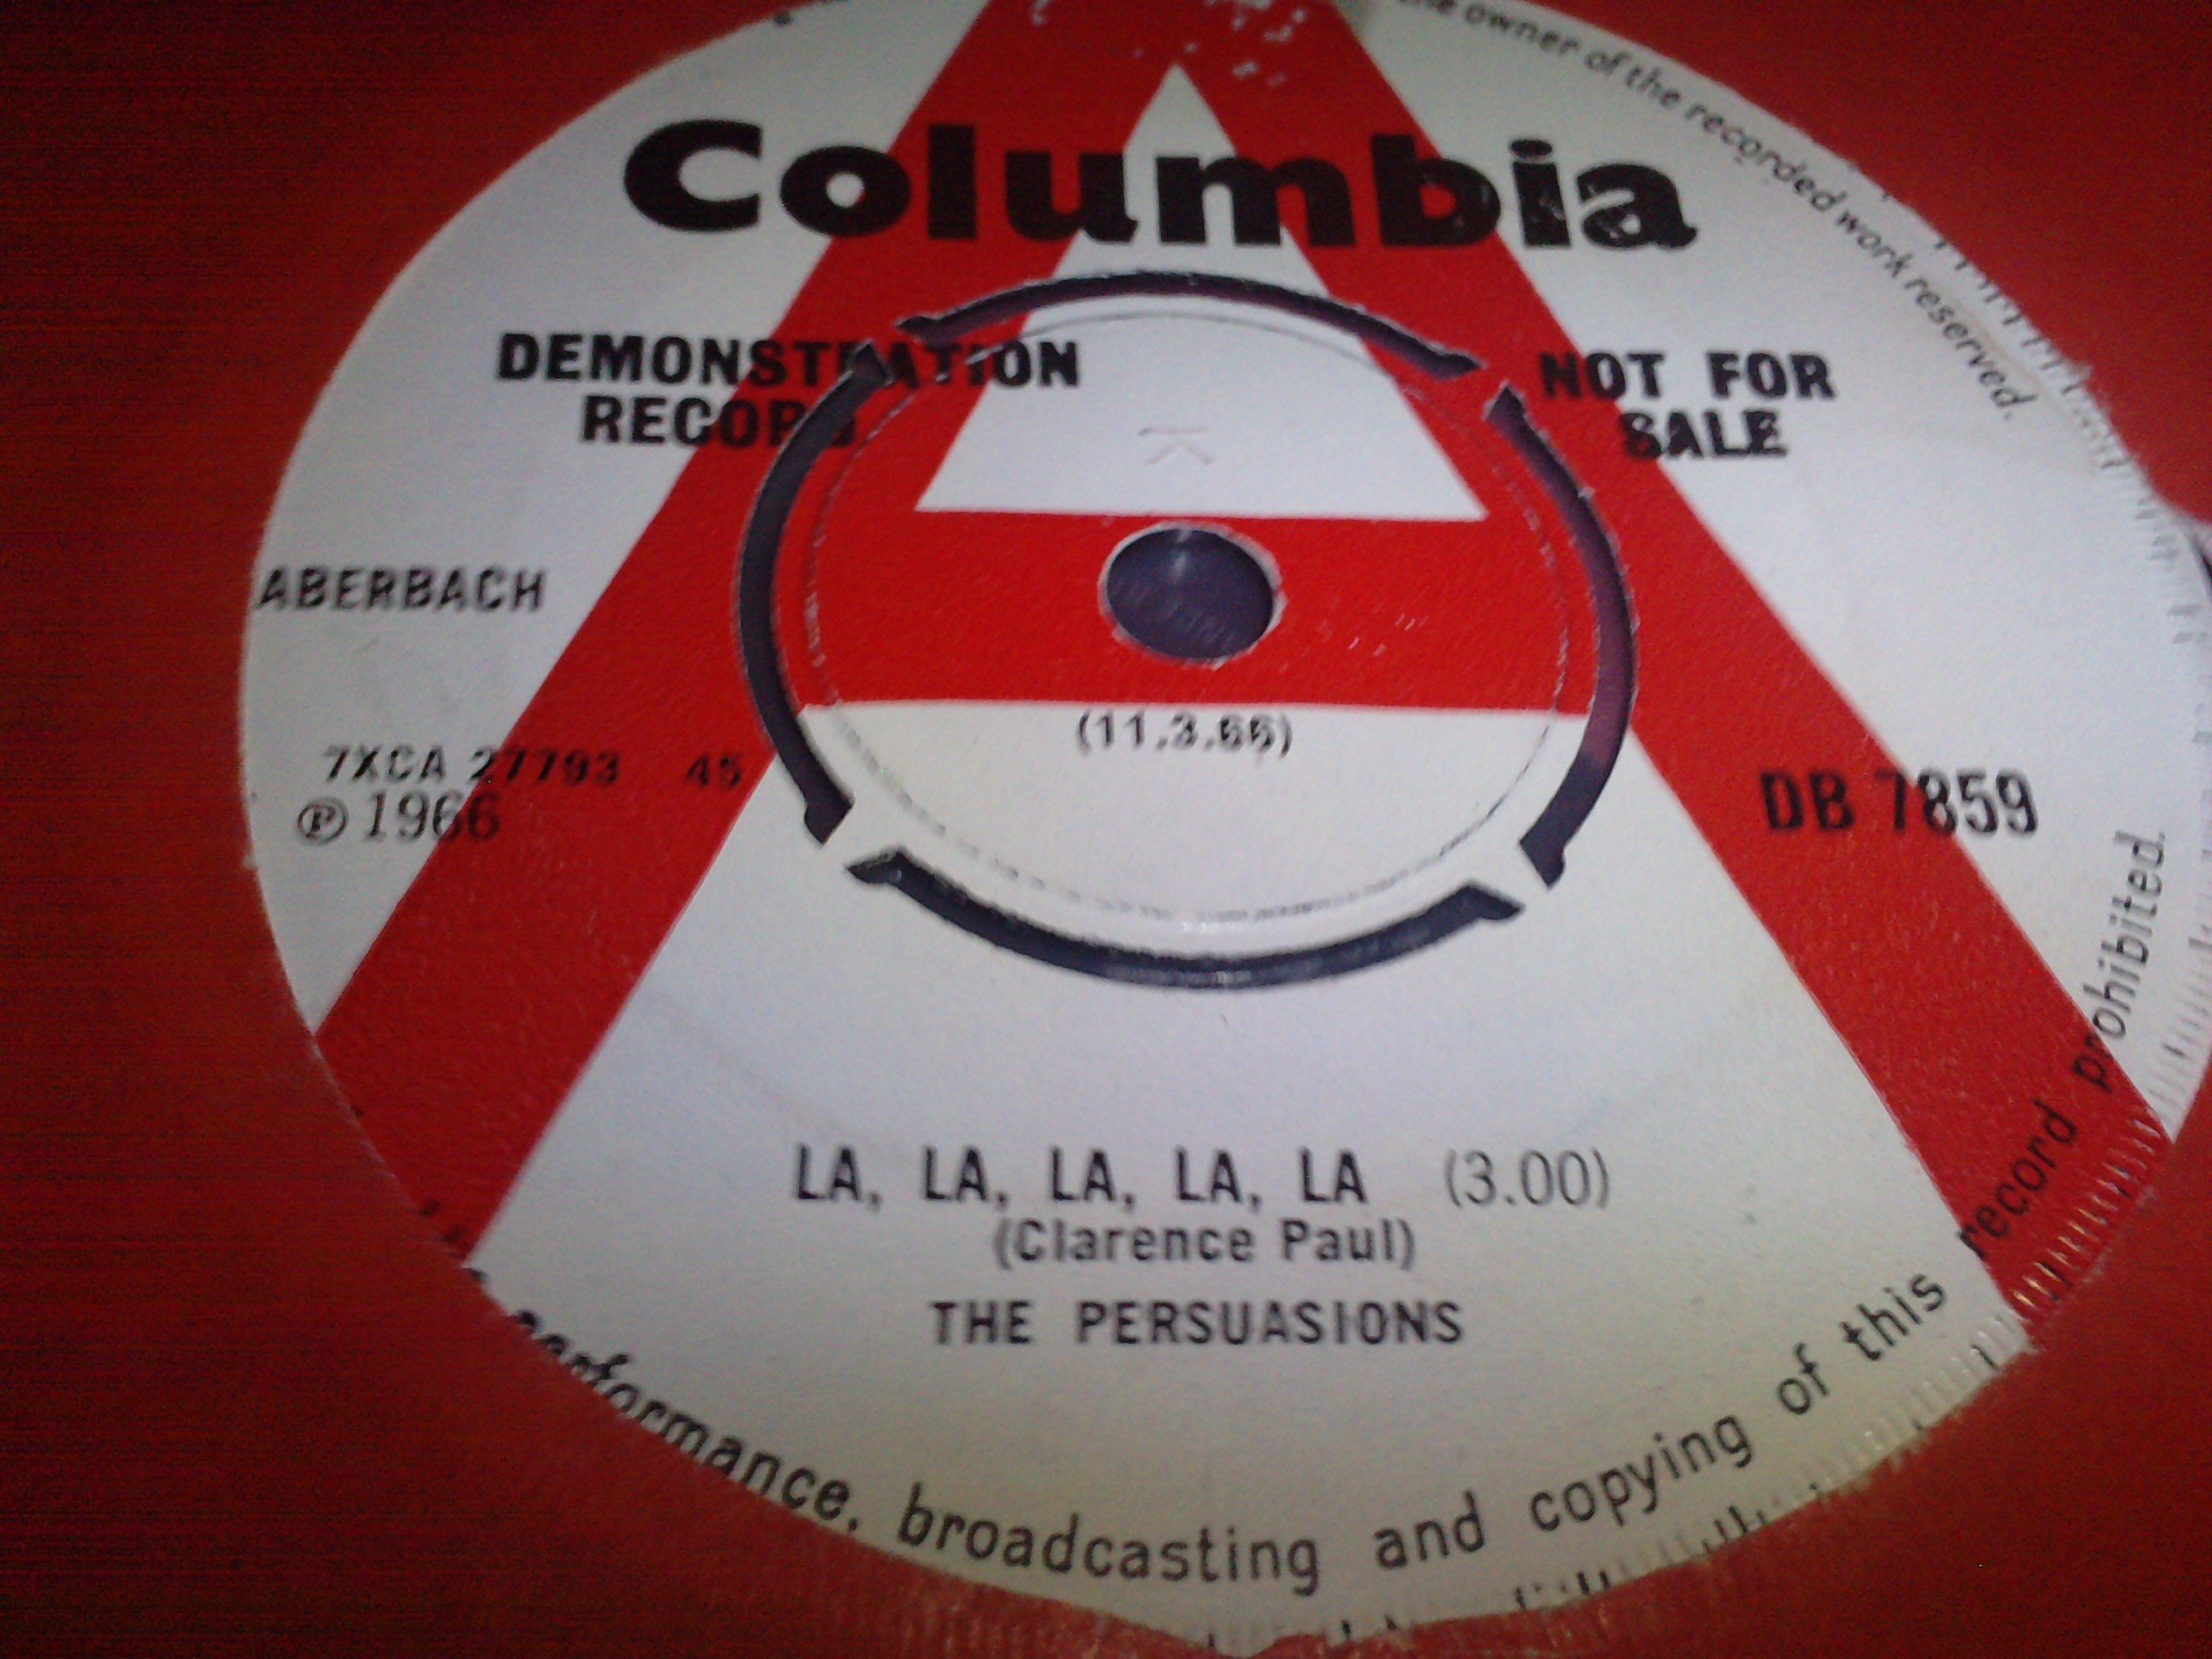 Columbia
DEMONSTRATION
RECORD
NOT FOR
SALE
K
ABERBACH
(11.3.66)
7XCA 27793 45
℗ 1966
DB 7859
LA, LA, LA, LA, LA (3.00)
(Clarence Paul)
THE PERSUASIONS
owner of the recorded work reserved.
performance, broadcasting and copying of this record prohibited.